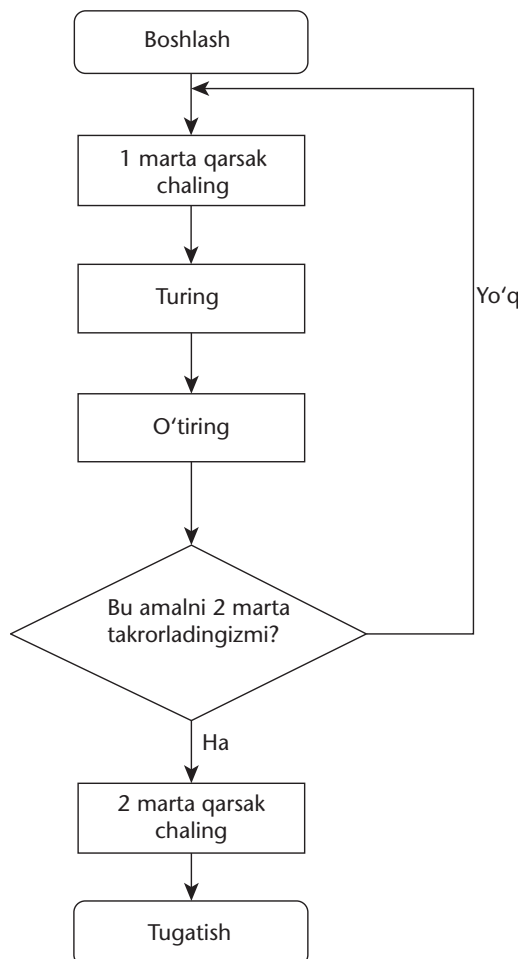 Boshlash
1 marta qarsak
chaling
Turing
Yo‘q
O‘tiring
Bu amalni 2 marta
takrorladingizmi?
Ha
2 marta qarsak
chaling
Tugatish